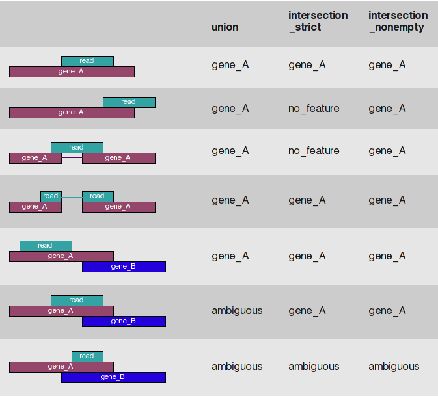 union intersection _strict intersection _nonempty
read
gene_A
gene_A gene_A gene_A
read
gene_A
gene_A no_feature gene_A
read
gene_A gene_A
gene_A no_feature gene_A
read read
gene_A gene_A
gene_A gene_A gene_A
read
gene_A
gene_B
gene_A gene_A gene_A
read
gene_A
gene_B
ambiguous gene_A gene_A
read
gene_A
gene_B
ambiguous ambiguous ambiguous